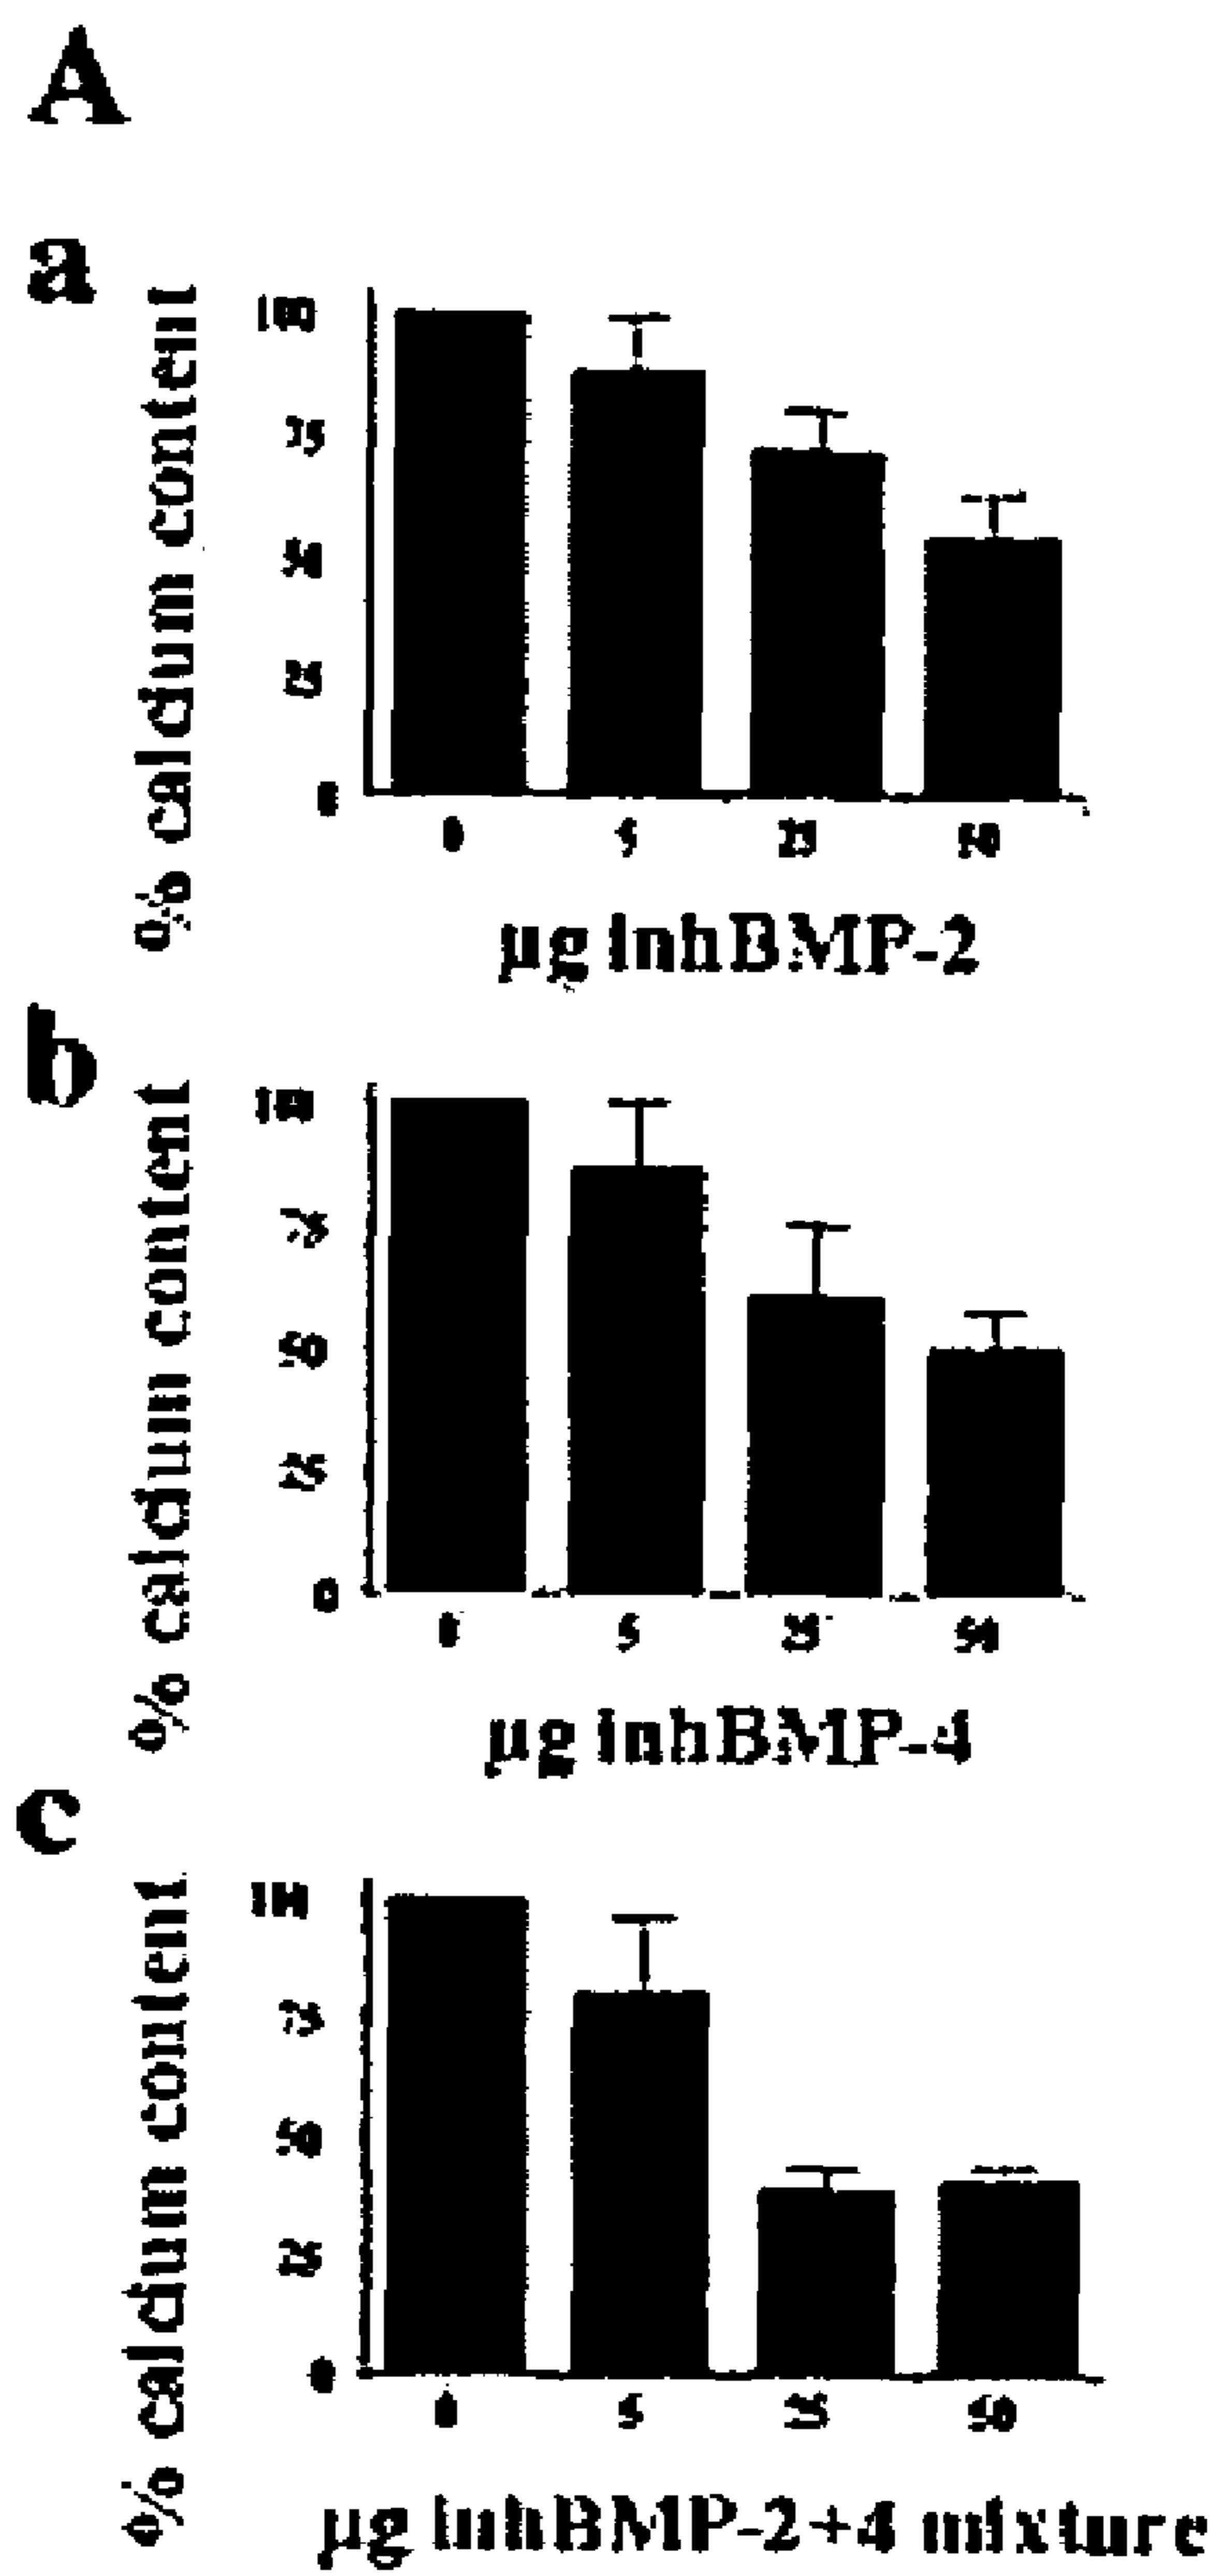 A
a
% calcium content
100
75
50
25
0
0 5 25 50
µg inhBMP-2
b
% calcium content
100
75
50
25
0
0 5 25 50
µg inhBMP-4
c
% calcium content
100
75
50
25
0
0 5 25 50
µg inhBMP-2+4 mixture